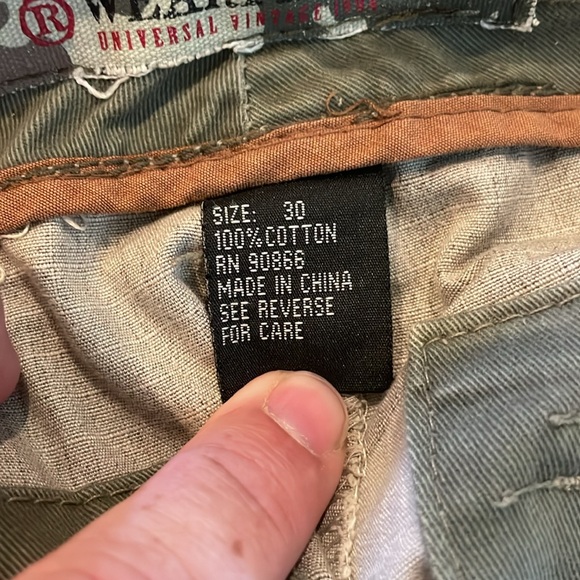 ®
UNIVERSAL VINTAGE
SIZE: 30
100% COTTON
RN 90866
MADE IN CHINA
SEE REVERSE
FOR CARE